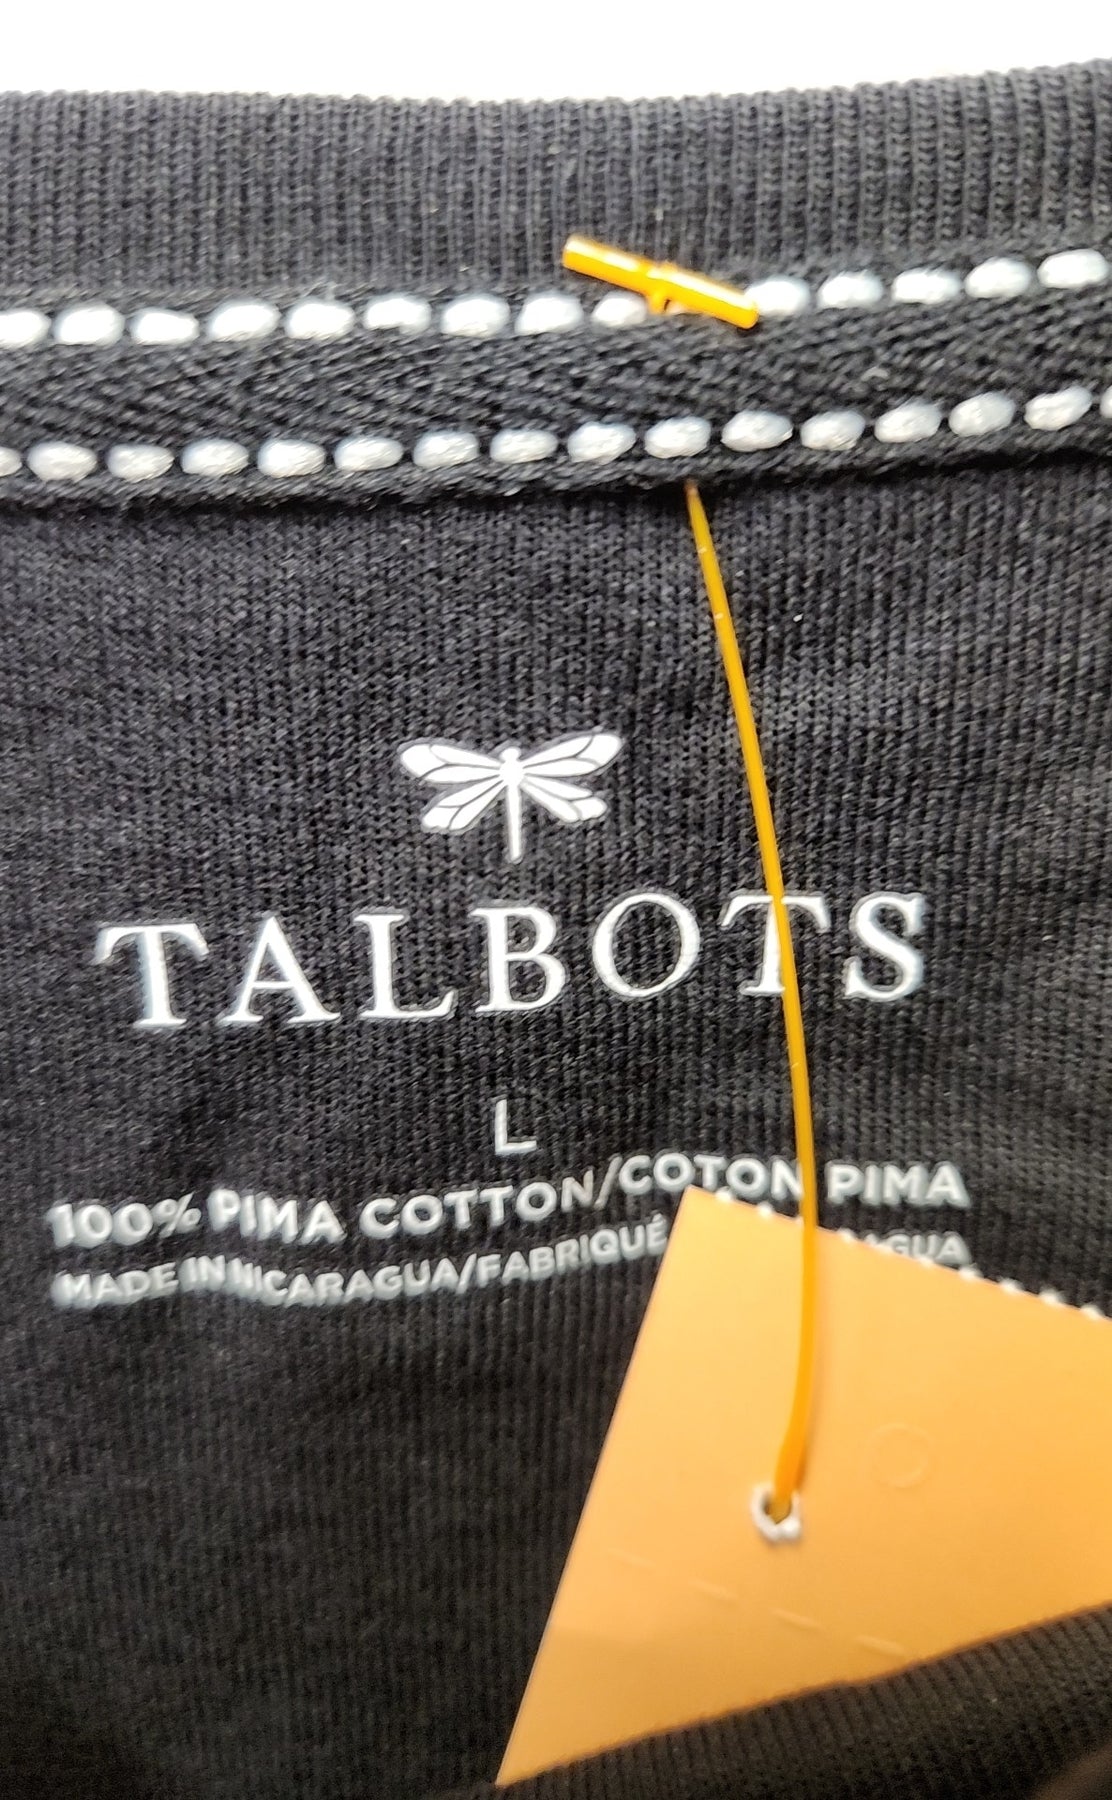 TALBOTS
L
100% PIMA COTTON/COTON PIMA
MADE IN NICARAGUA/FABRIQUÉ